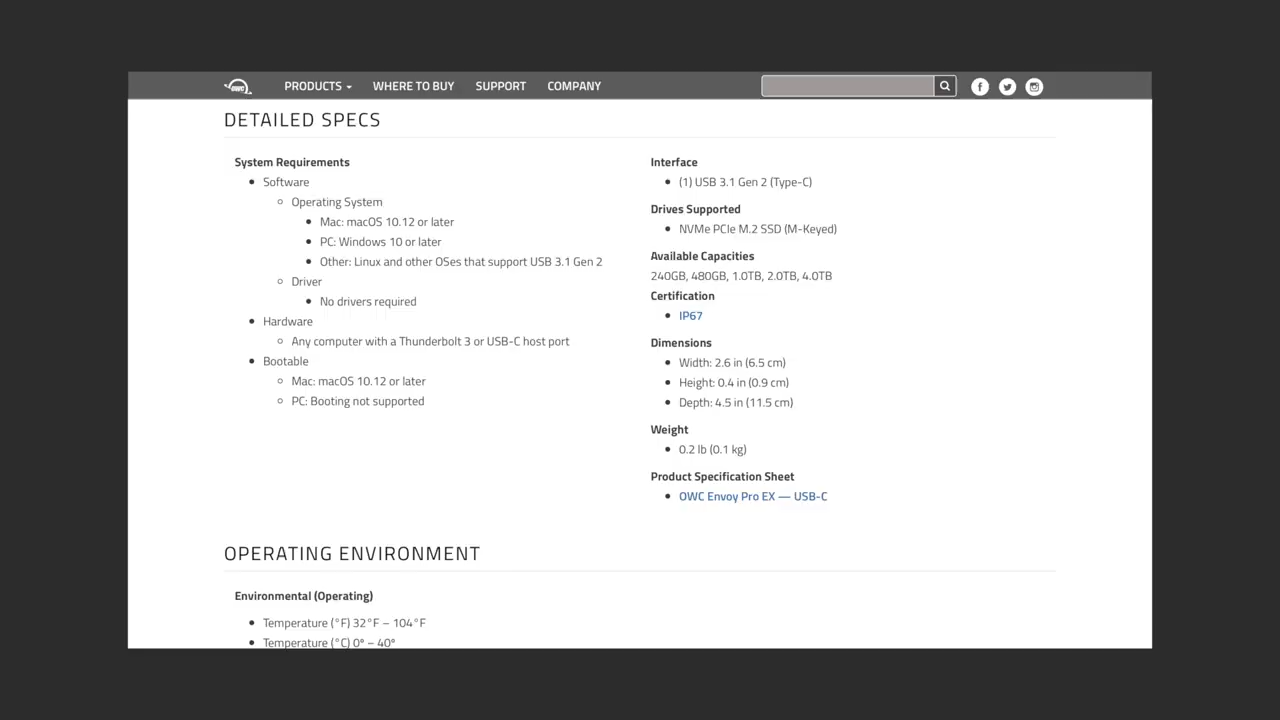 OWC PRODUCTS WHERE TO BUY SUPPORT COMPANY
DETAILED SPECS
System Requirements
Software
Operating System
Mac: macOS 10.12 or later
PC: Windows 10 or later
Other: Linux and other OSes that support USB 3.1 Gen 2
Driver
No drivers required
Hardware
Any computer with a Thunderbolt 3 or USB-C host port
Bootable
Mac: macOS 10.12 or later
PC: Booting not supported
Interface
(1) USB 3.1 Gen 2 (Type-C)
Drives Supported
NVMe PCIe M.2 SSD (M-Keyed)
Available Capacities
240GB, 480GB, 1.0TB, 2.0TB, 4.0TB
Certification
IP67
Dimensions
Width: 2.6 in (6.5 cm)
Height: 0.4 in (0.9 cm)
Depth: 4.5 in (11.5 cm)
Weight
0.2 lb (0.1 kg)
Product Specification Sheet
OWC Envoy Pro EX — USB-C
OPERATING ENVIRONMENT
Environmental (Operating)
Temperature (°F) 32°F – 104°F
Temperature (°C) 0º – 40º